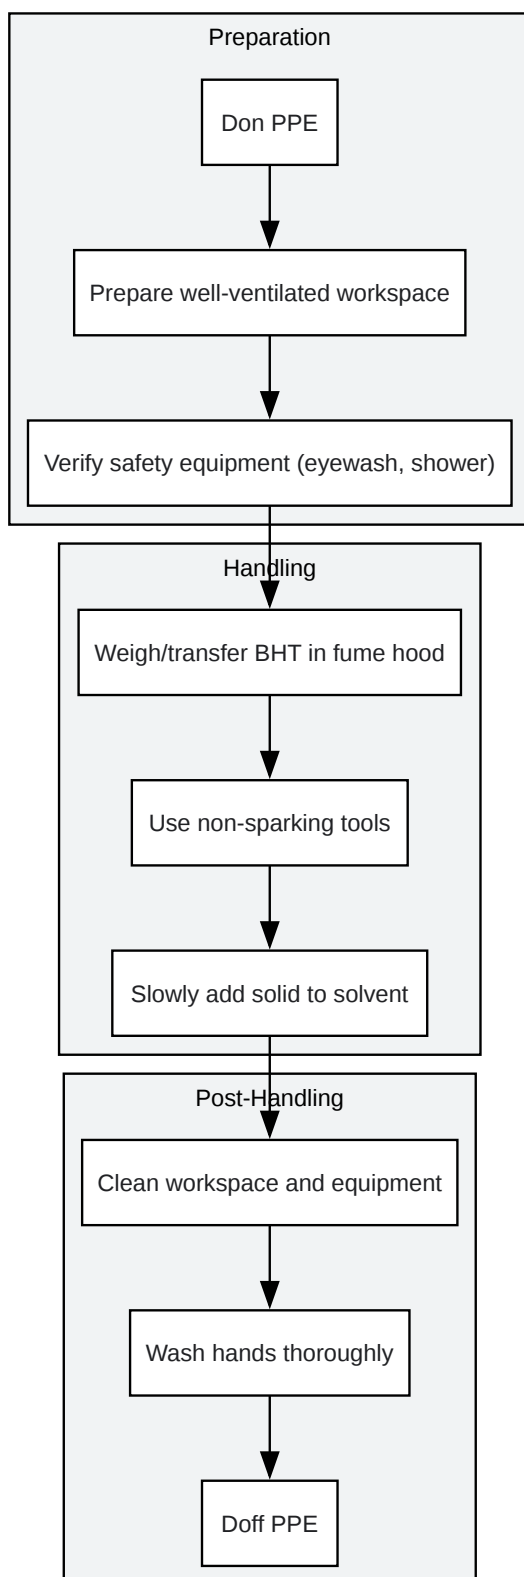 Preparation
Don PPE
Prepare well-ventilated workspace
Verify safety equipment (eyewash, shower)
Handling
Weigh/transfer BHT in fume hood
Use non-sparking tools
Slowly add solid to solvent
Post-Handling
Clean workspace and equipment
Wash hands thoroughly
Doff PPE